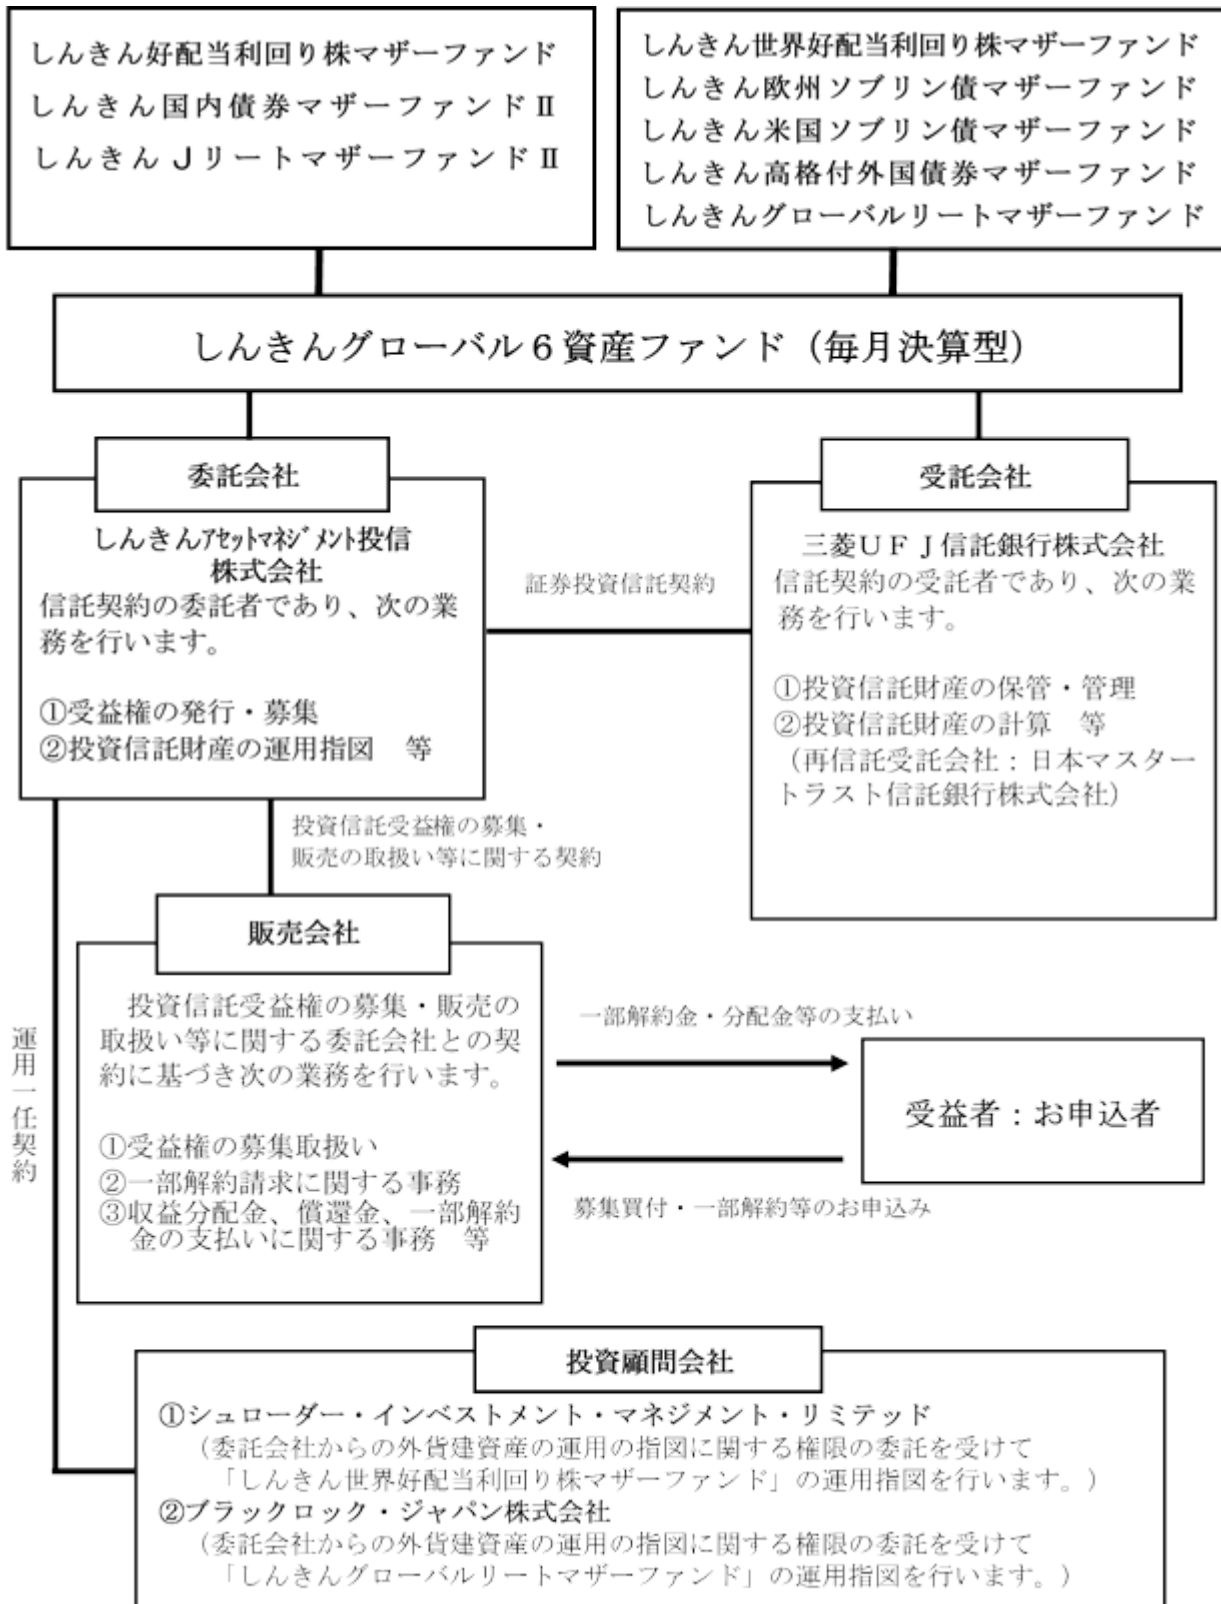 しんきん好配当利回り株マザーファンド
しんきん国内債券マザーファンドⅡ
しんきんJリートマザーファンドⅡ
しんきん世界好配当利回り株マザーファンド
しんきん欧州ソブリン債マザーファンド
しんきん米国ソブリン債マザーファンド
しんきん高格付外国債券マザーファンド
しんきんグローバルリートマザーファンド
しんきんグローバル6資産ファンド（毎月決算型）
委託会社
しんきんｱｾｯﾄﾏﾈｼﾞﾒﾝﾄ投信
株式会社
信託契約の委託者であり、次の業
務を行います。
①受益権の発行・募集
②投資信託財産の運用指図　等
証券投資信託契約
受託会社
三菱ＵＦＪ信託銀行株式会社
信託契約の受託者であり、次の業
務を行います。
①投資信託財産の保管・管理
②投資信託財産の計算　等
（再信託受託会社：日本マスター
トラスト信託銀行株式会社）
投資信託受益権の募集・
販売の取扱い等に関する契約
販売会社
投資信託受益権の募集・販売の
取扱い等に関する委託会社との契
約に基づき次の業務を行います。
①受益権の募集取扱い
②一部解約請求に関する事務
③収益分配金、償還金、一部解約
金の支払いに関する事務　等
一部解約金・分配金等の支払い
受益者：お申込者
募集買付・一部解約等のお申込み
運用一任契約
投資顧問会社
①シュローダー・インベストメント・マネジメント・リミテッド
（委託会社からの外貨建資産の運用の指図に関する権限の委託を受けて
「しんきん世界好配当利回り株マザーファンド」の運用指図を行います。）
②ブラックロック・ジャパン株式会社
（委託会社からの外貨建資産の運用の指図に関する権限の委託を受けて
「しんきんグローバルリートマザーファンド」の運用指図を行います。）